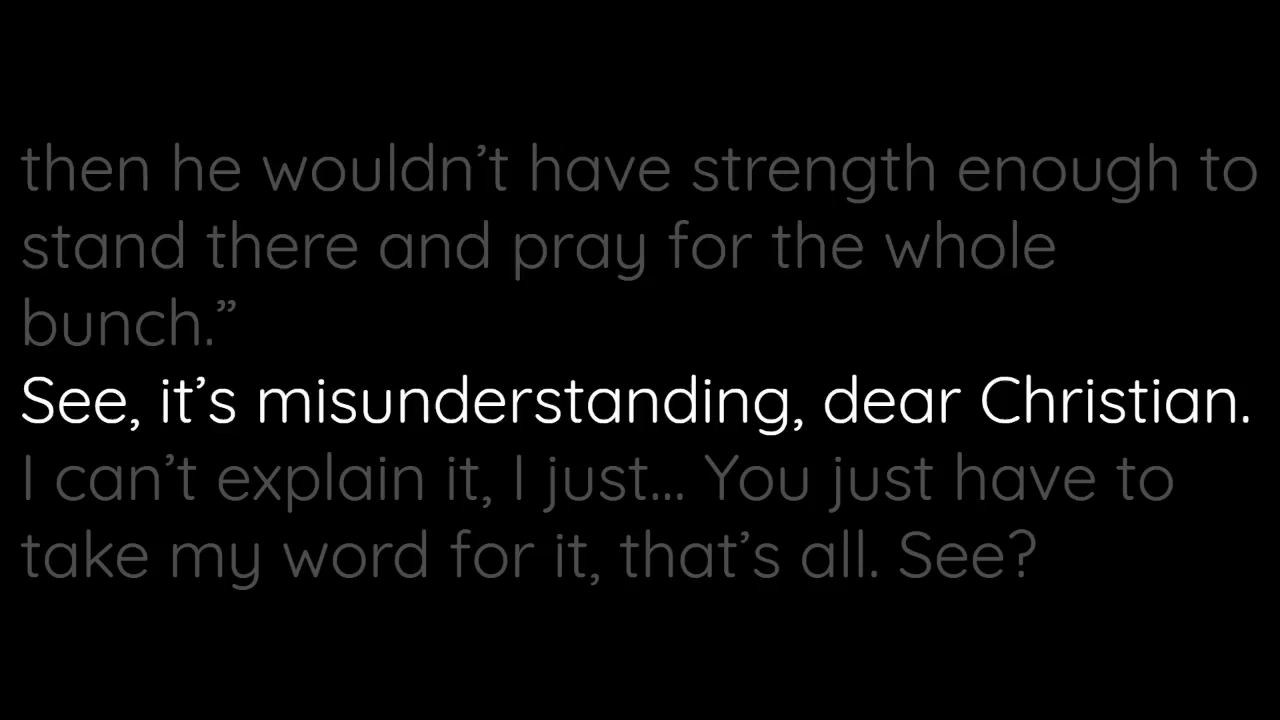 then he wouldn’t have strength enough to
stand there and pray for the whole
bunch.”
See, it’s misunderstanding, dear Christian.
I can’t explain it, I just... You just have to
take my word for it, that’s all. See?